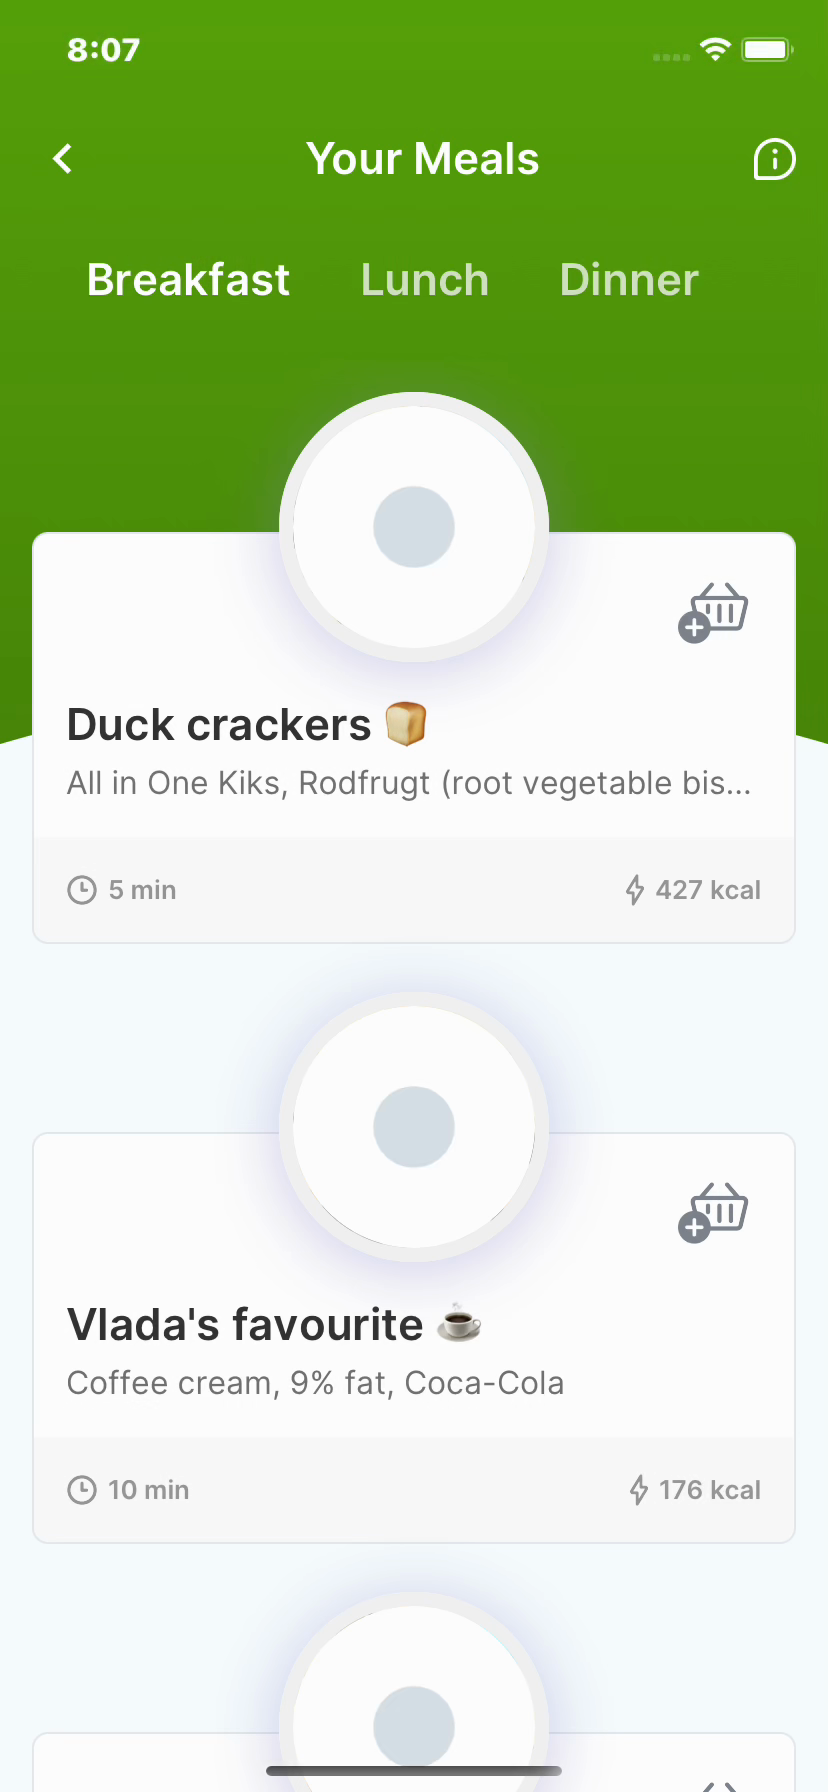 8:07
Your Meals
Breakfast Lunch Dinner
Duck crackers 🍞
All in One Kiks, Rodfrugt (root vegetable bis...
5 min 427 kcal
Vlada's favourite ☕
Coffee cream, 9% fat, Coca-Cola
10 min 176 kcal